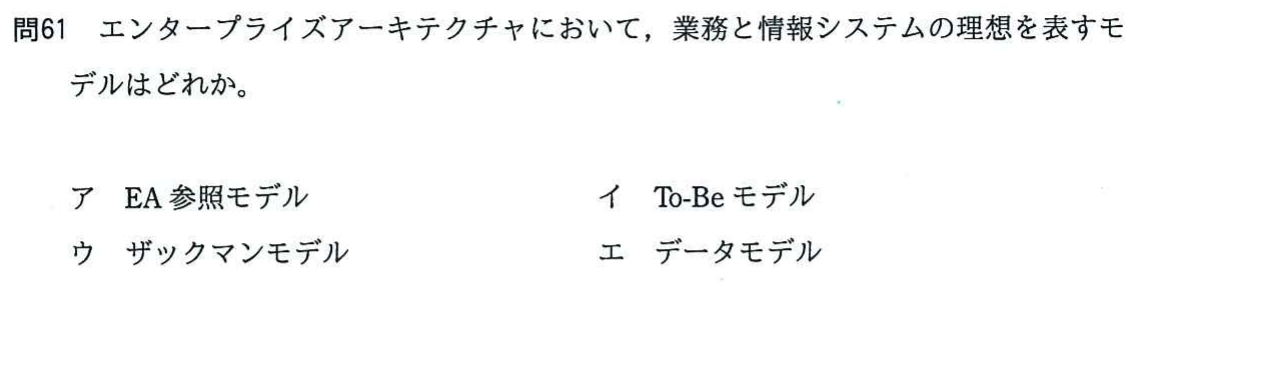 問61 エンタープライズアーキテクチャにおいて，業務と情報システムの理想を表すモ
デルはどれか。
ア EA 参照モデル イ To-Be モデル
ウ ザックマンモデル エ データモデル